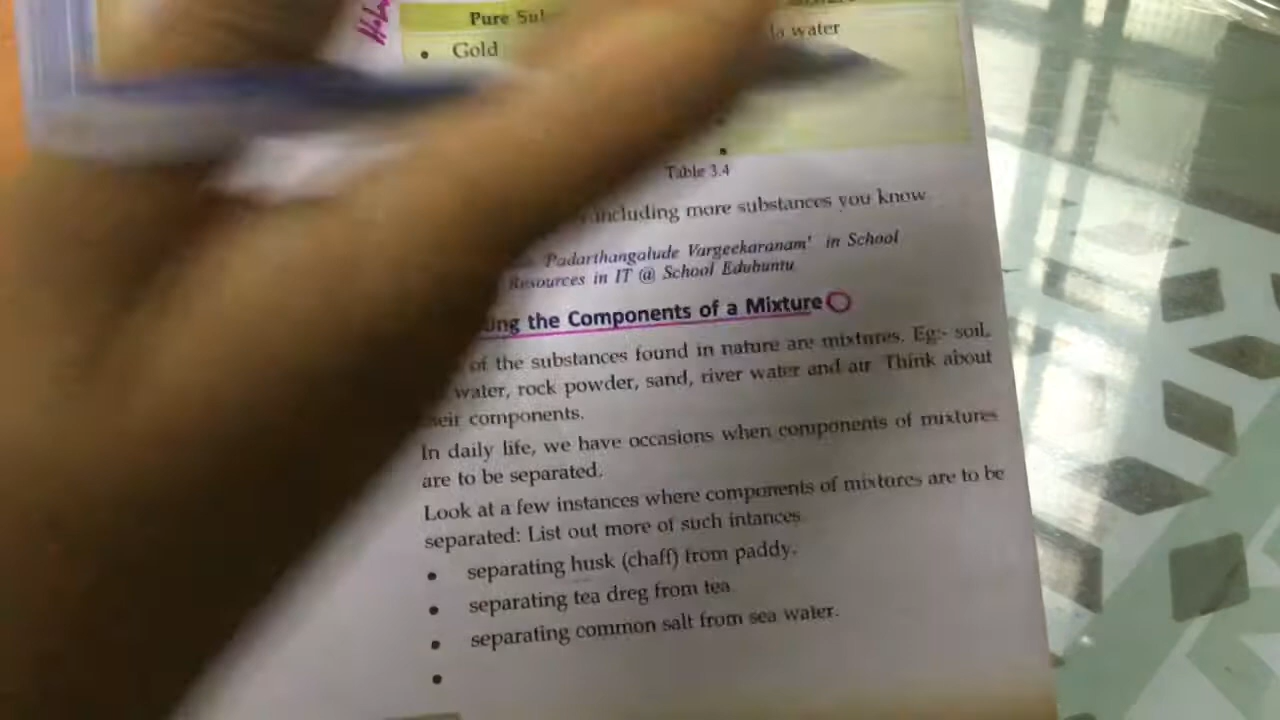 Pure
Gold
water
Table 3.4
including more substances you know
Padarthangalude Vargeekaranam' in School
Resources in IT @ School Edubuntu
the Components of a Mixture
of the substances found in nature are mixtures. Eg:- soil,
water, rock powder, sand, river water and air. Think about
their components.
In daily life, we have occasions when components of mixtures
are to be separated.
Look at a few instances where components of mixtures are to be
separated: List out more of such intances
• separating husk (chaff) from paddy.
• separating tea dreg from tea
• separating common salt from sea water.
•